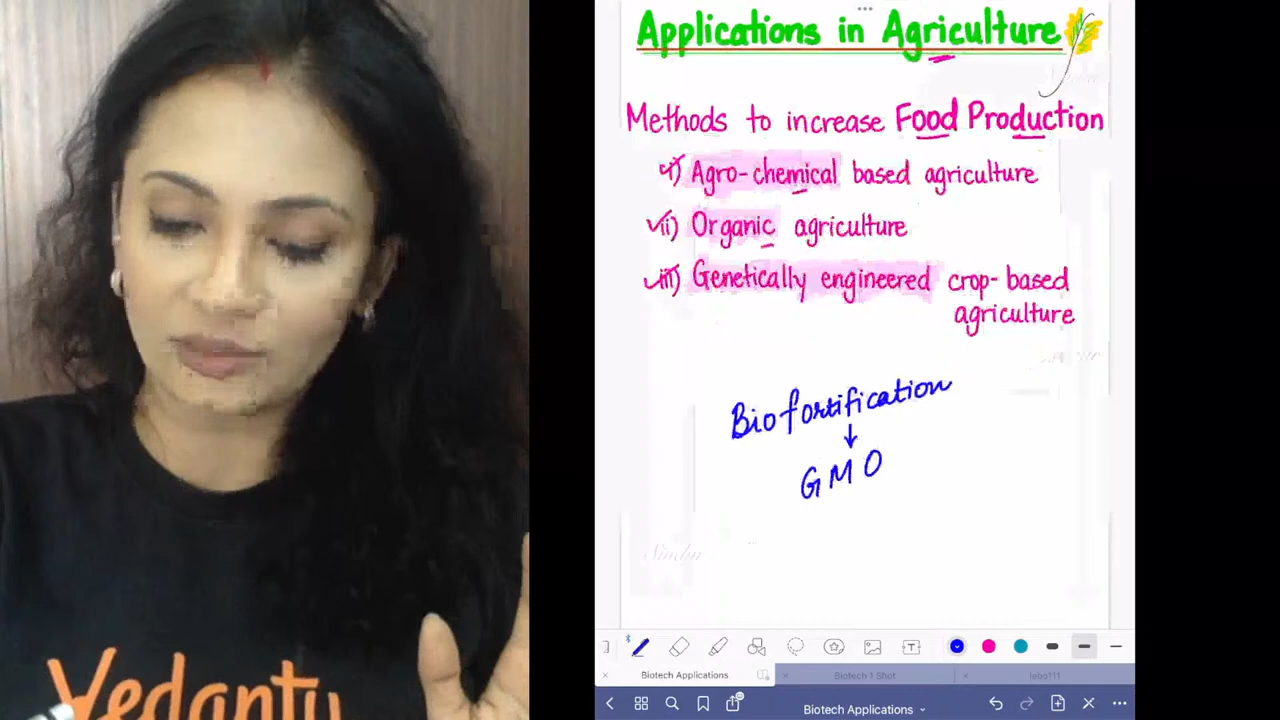 Applications in Agriculture
Methods to increase Food Production
i) Agro-chemical based agriculture
ii) Organic agriculture
iii) Genetically engineered crop-based
agriculture
Biofortification
↓
GMO
Vedantu
Biotech Applications
Biotech 1 Shot
Biotech Applications